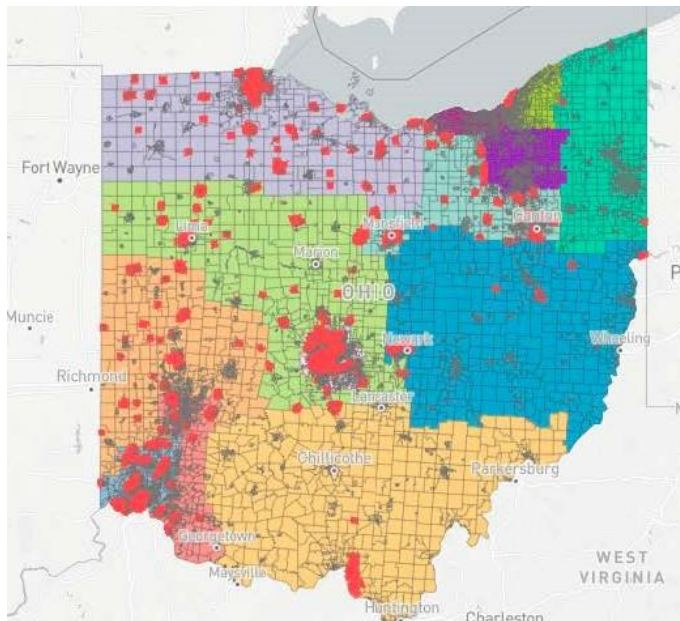 Fort Wayne
Lima
Mansfield
Canton
Marion
OHIO
Muncie
Newark
Wheeling
Richmond
Lancaster
Chillicothe
Parkersburg
Georgetown
Maysville
WEST
VIRGINIA
Huntington
Charleston